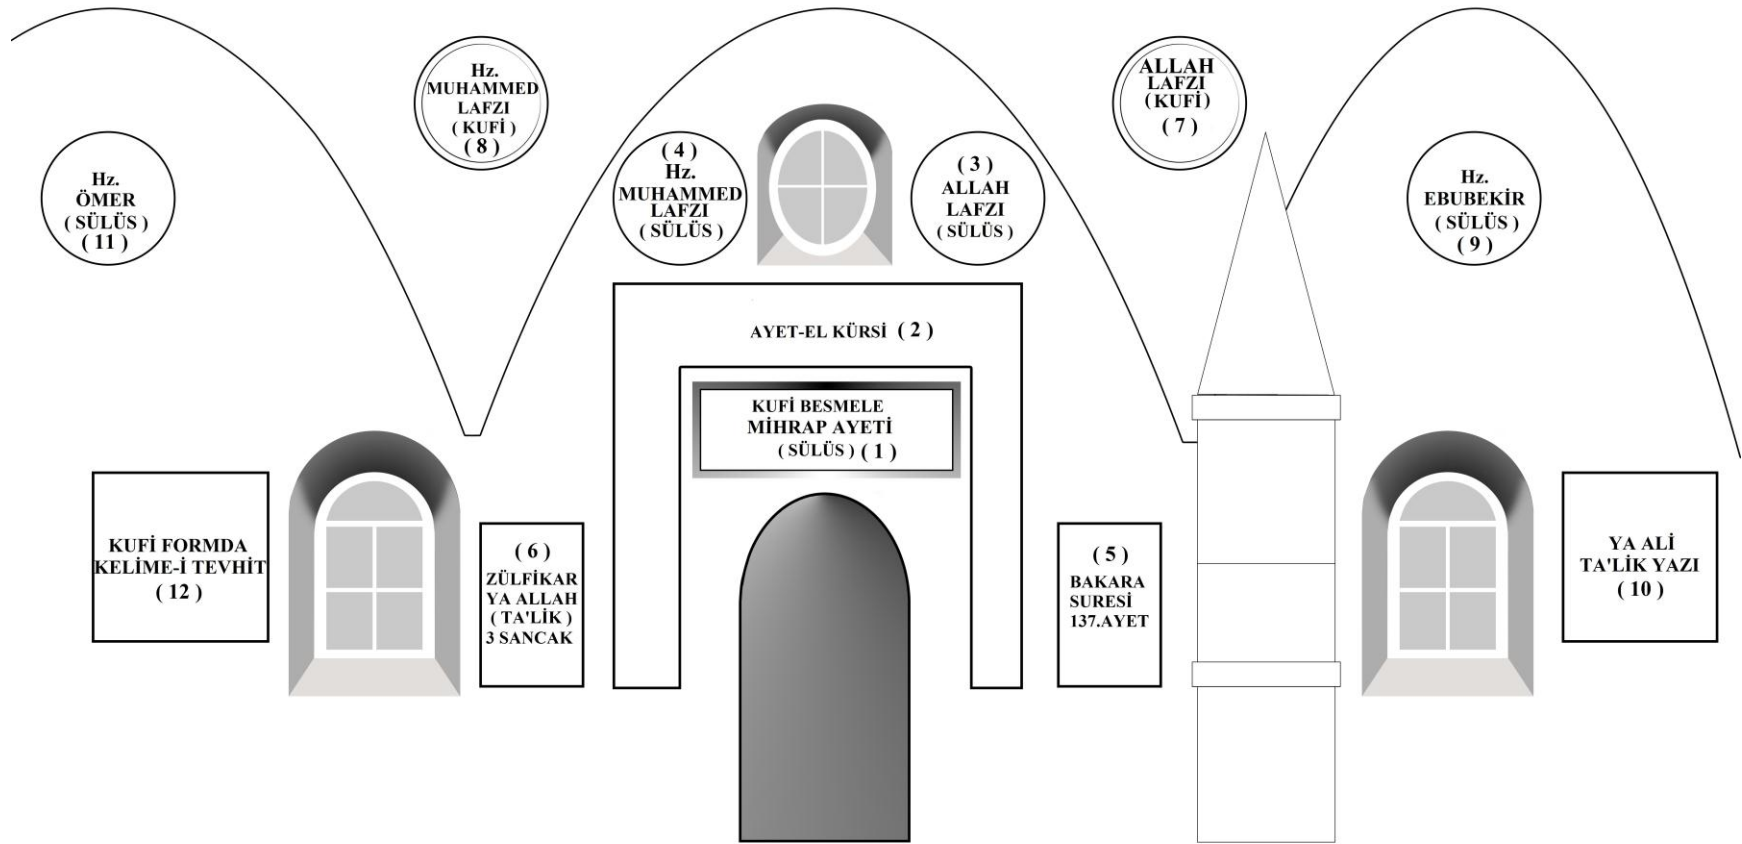 Hz.
MUHAMMED
LAFZI
( KUFİ )
( 8 )
ALLAH
LAFZI
(KUFİ)
(7)
Hz.
ÖMER
( SÜLÜS )
( 11 )
( 4 )
Hz.
MUHAMMED
LAFZI
( SÜLÜS )
( 3 )
ALLAH
LAFZI
( SÜLÜS )
Hz.
EBUBEKİR
( SÜLÜS )
( 9 )
AYET-EL KÜRSİ ( 2 )
KUFİ BESMELE
MİHRAP AYETİ
( SÜLÜS ) ( 1 )
KUFİ FORMDA
KELİME-İ TEVHİT
( 12 )
( 6 )
ZÜLFİKAR
YA ALLAH
( TA'LİK )
3 SANCAK
( 5 )
BAKARA
SURESİ
137.AYET
YA ALİ
TA'LİK YAZI
( 10 )